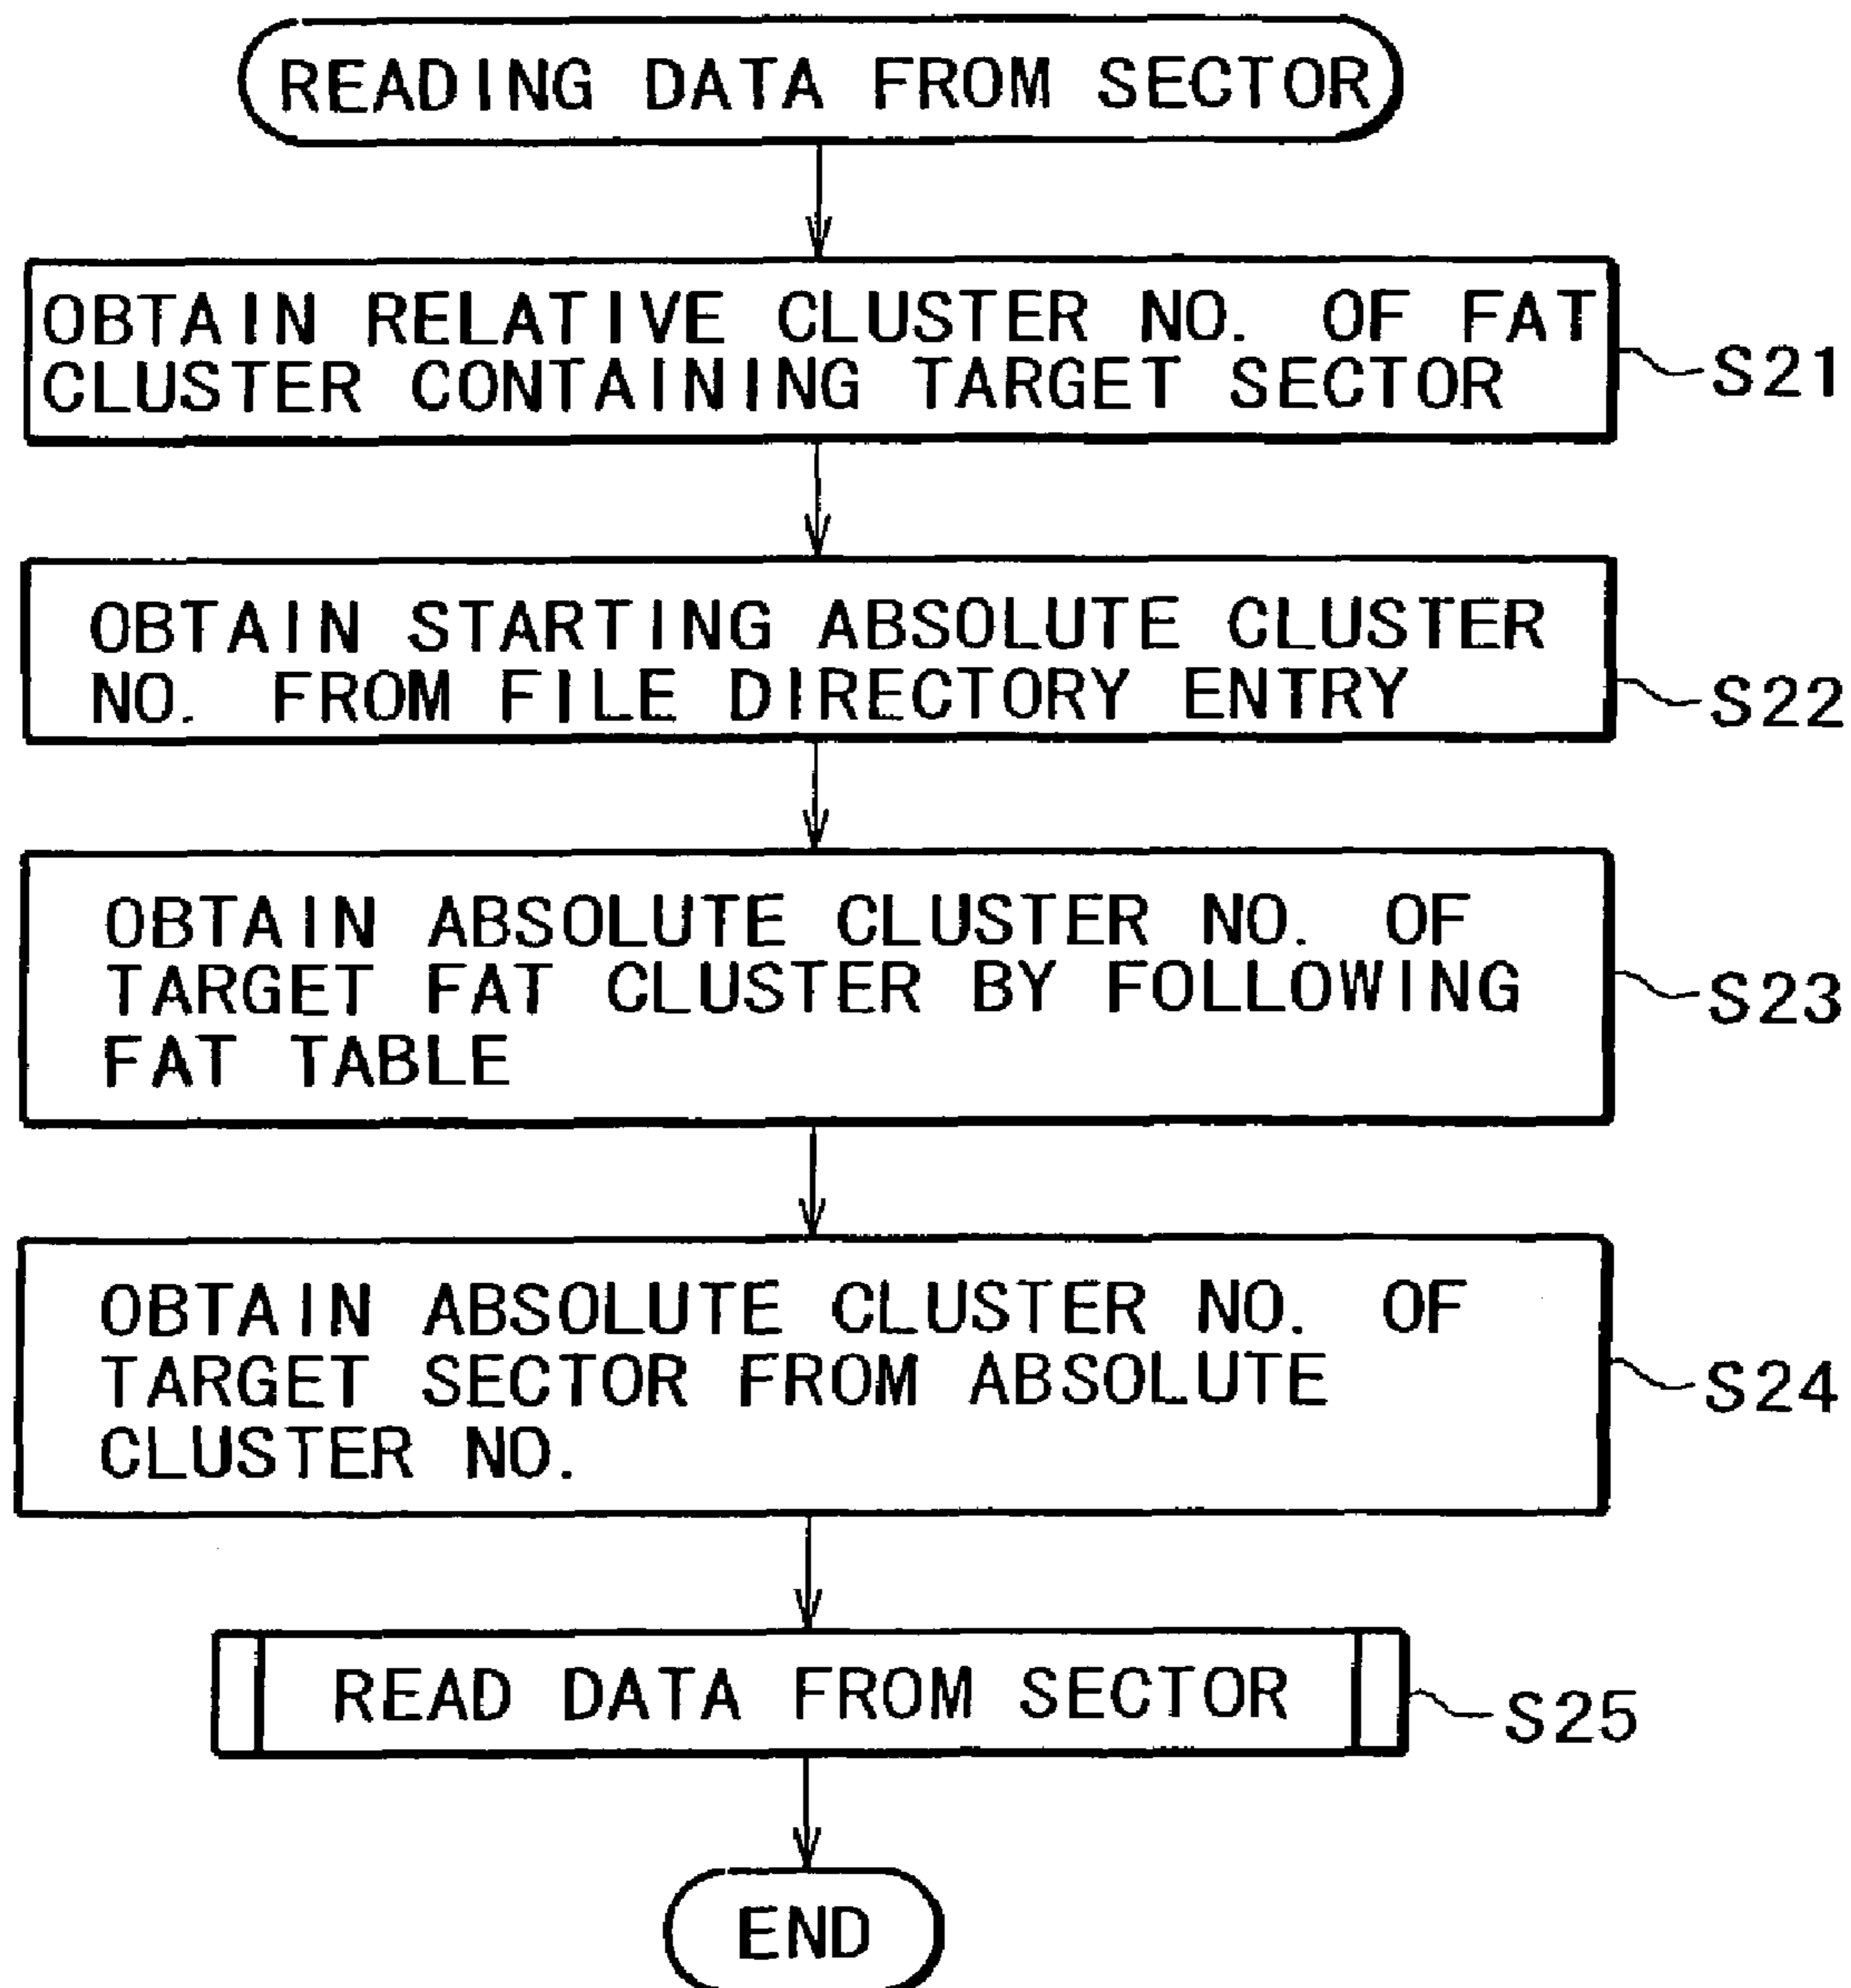 READING DATA FROM SECTOR
OBTAIN RELATIVE CLUSTER NO. OF FAT
CLUSTER CONTAINING TARGET SECTOR
S21
OBTAIN STARTING ABSOLUTE CLUSTER
NO. FROM FILE DIRECTORY ENTRY
S22
OBTAIN ABSOLUTE CLUSTER NO. OF
TARGET FAT CLUSTER BY FOLLOWING
FAT TABLE
S23
OBTAIN ABSOLUTE CLUSTER NO. OF
TARGET SECTOR FROM ABSOLUTE
CLUSTER NO.
S24
READ DATA FROM SECTOR
S25
END